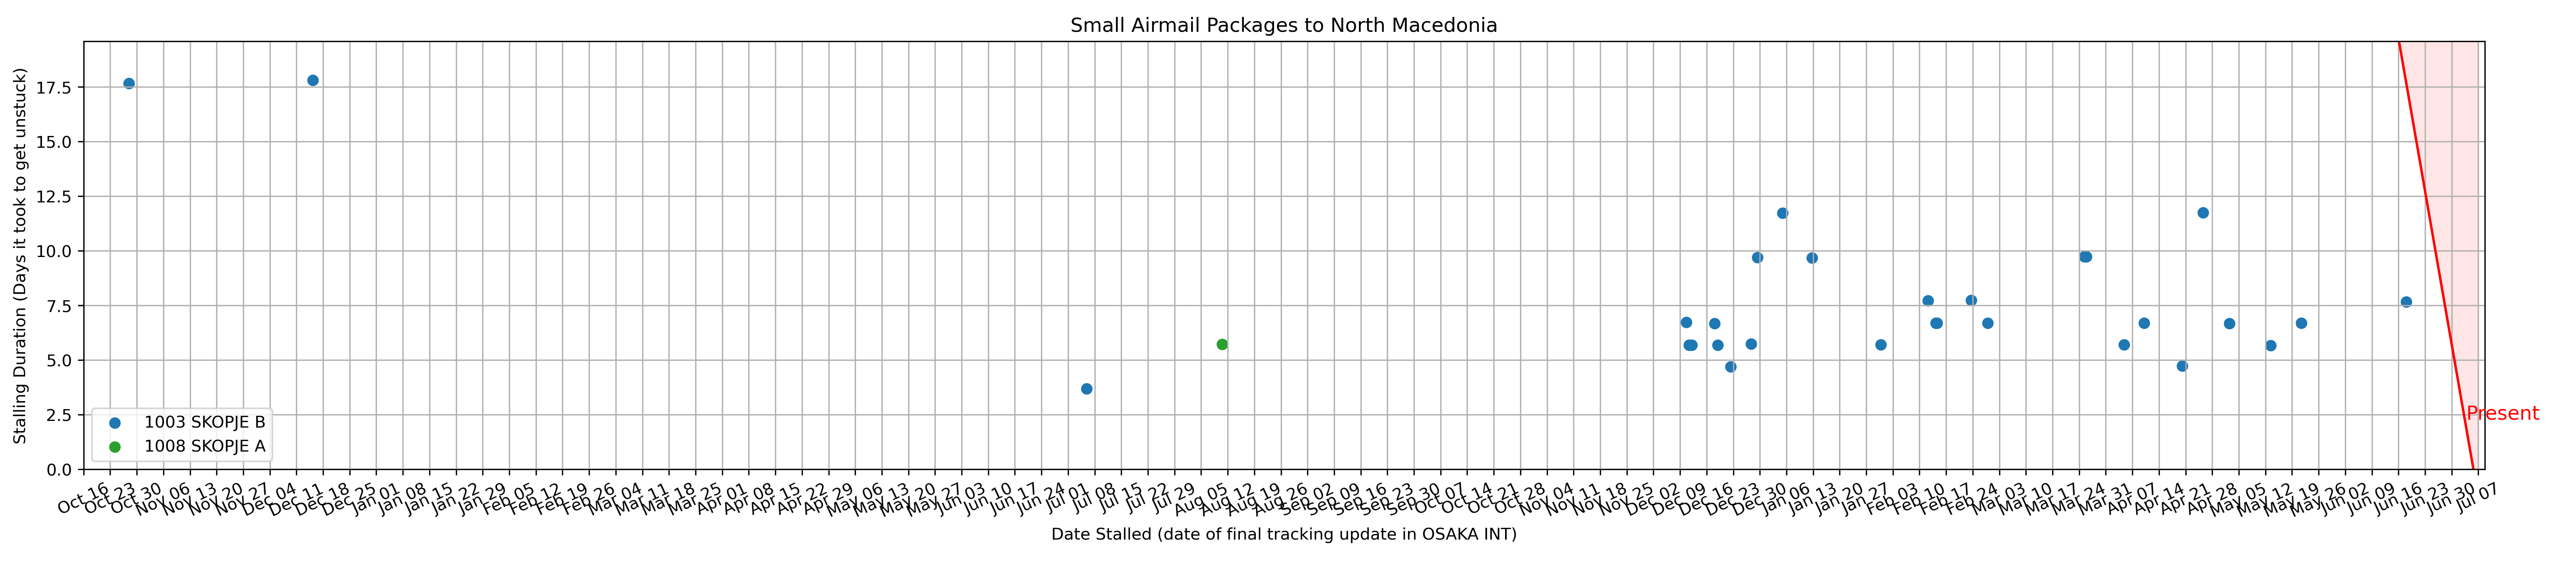 Small Airmail Packages to North Macedonia
Stalling Duration (Days it took to get unstuck)
17.5
15.0
12.5
10.0
7.5
5.0
2.5
0.0
1003 SKOPJE B
1008 SKOPJE A
Present
Oct 16
Oct 23
Oct 30
Nov 06
Nov 13
Nov 20
Nov 27
Dec 04
Dec 11
Dec 18
Dec 25
Jan 01
Jan 08
Jan 15
Jan 22
Jan 29
Feb 05
Feb 12
Feb 19
Feb 26
Mar 04
Mar 11
Mar 18
Mar 25
Apr 01
Apr 08
Apr 15
Apr 22
Apr 29
May 06
May 13
May 20
May 27
Jun 03
Jun 10
Jun 17
Jun 24
Jul 01
Jul 08
Jul 15
Jul 22
Jul 29
Aug 05
Aug 12
Aug 19
Aug 26
Sep 02
Sep 09
Sep 16
Sep 23
Sep 30
Oct 07
Oct 14
Oct 21
Oct 28
Nov 04
Nov 11
Nov 18
Nov 25
Dec 02
Dec 09
Dec 16
Dec 23
Dec 30
Jan 06
Jan 13
Jan 20
Jan 27
Feb 03
Feb 10
Feb 17
Feb 24
Mar 03
Mar 10
Mar 17
Mar 24
Mar 31
Apr 07
Apr 14
Apr 21
Apr 28
May 05
May 12
May 19
May 26
Jun 02
Jun 09
Jun 16
Jun 23
Jun 30
Jul 07
Date Stalled (date of final tracking update in OSAKA INT)